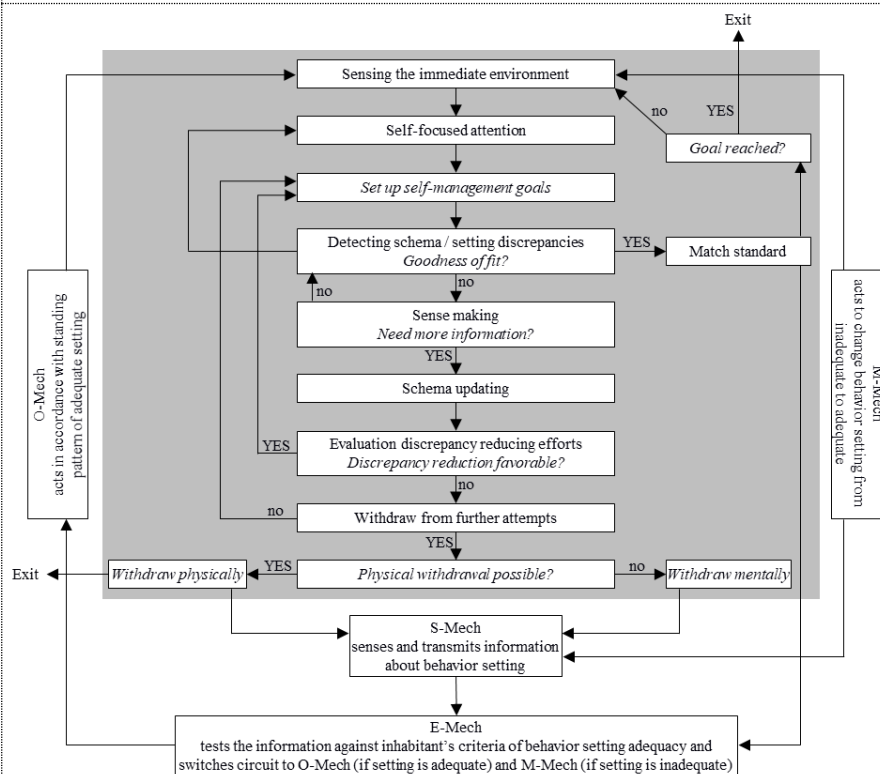 Exit
Sensing the immediate environment
no
YES
Self-focused attention
Goal reached?
Set up self-management goals
Detecting schema / setting discrepancies
Goodness of fit?
YES
Match standard
no
no
Sense making
Need more information?
YES
Schema updating
O-Mech
acts in accordance with standing
pattern of adequate setting
M-Mech
acts to change behavior setting from
inadequate to adequate
YES
Evaluation discrepancy reducing efforts
Discrepancy reduction favorable?
no
no
Withdraw from further attempts
YES
Exit
Withdraw physically
YES
Physical withdrawal possible?
no
Withdraw mentally
S-Mech
senses and transmits information
about behavior setting
E-Mech
tests the information against inhabitant's criteria of behavior setting adequacy and
switches circuit to O-Mech (if setting is adequate) and M-Mech (if setting is inadequate)